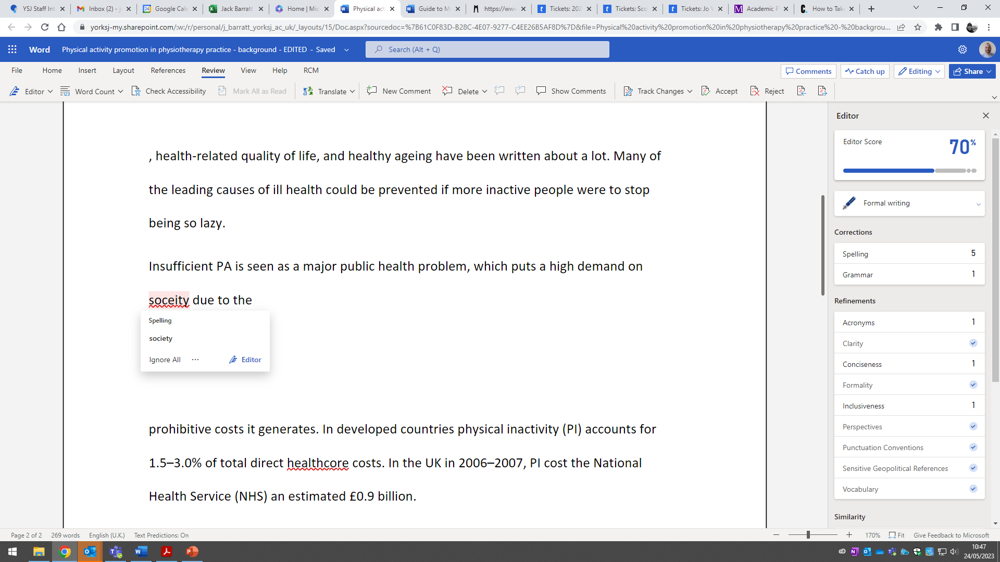 YSJ Staff Int
Inbox (2) - j
Google Cale
Jack Barratt
Home | Mic
Physical act
Guide to Mi
https://www
Tickets: 202
Tickets: Sco
Tickets: Jo
Academic P
How to Take
yorksj-my.sharepoint.com/:w:/r/personal/j_barratt_yorksj_ac_uk/_layouts/15/Doc.aspx?sourcedoc=%7B61C0F83D-B28C-4E07-9277-C4EE26B5AF8D%7D&file=Physical%20activity%20promotion%20in%20physiotherapy%20practice%20-%20backgrou...
Word Physical activity promotion in physiotherapy practice - background - EDITED - Saved
Search (Alt + Q)
File Home Insert Layout References Review View Help RCM
Comments Catch up Editing Share
Editor Word Count Check Accessibility Mark All as Read Translate New Comment Delete Show Comments Track Changes Accept Reject
, health-related quality of life, and healthy ageing have been written about a lot. Many of
the leading causes of ill health could be prevented if more inactive people were to stop
being so lazy.
Insufficient PA is seen as a major public health problem, which puts a high demand on
soceity due to the
Spelling
society
Ignore All ... Editor
prohibitive costs it generates. In developed countries physical inactivity (PI) accounts for
1.5–3.0% of total direct healthcore costs. In the UK in 2006–2007, PI cost the National
Health Service (NHS) an estimated £0.9 billion.
Editor
Editor Score 70%
Formal writing
Corrections
Spelling 5
Grammar 1
Refinements
Acronyms 1
Clarity
Conciseness 1
Formality
Inclusiveness 1
Perspectives
Punctuation Conventions
Sensitive Geopolitical References
Vocabulary
Similarity
Page 2 of 2 269 words English (U.K.) Text Predictions: On
170% Fit Give Feedback to Microsoft
10:47
24/05/2023